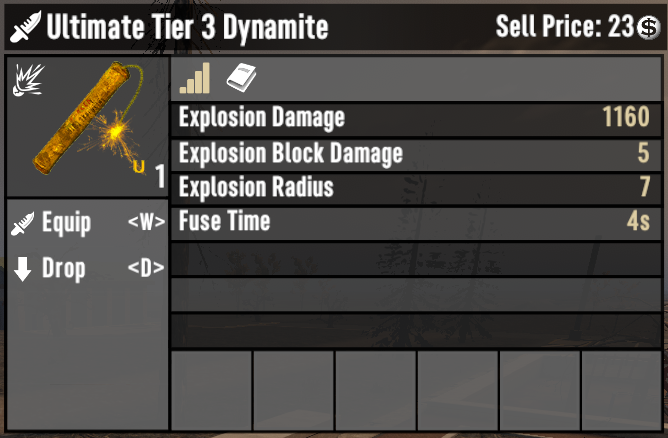 Ultimate Tier 3 Dynamite
Sell Price: 23
U 1
Explosion Damage 1160
Explosion Block Damage 5
Explosion Radius 7
Fuse Time 4s
Equip <W>
Drop <D>